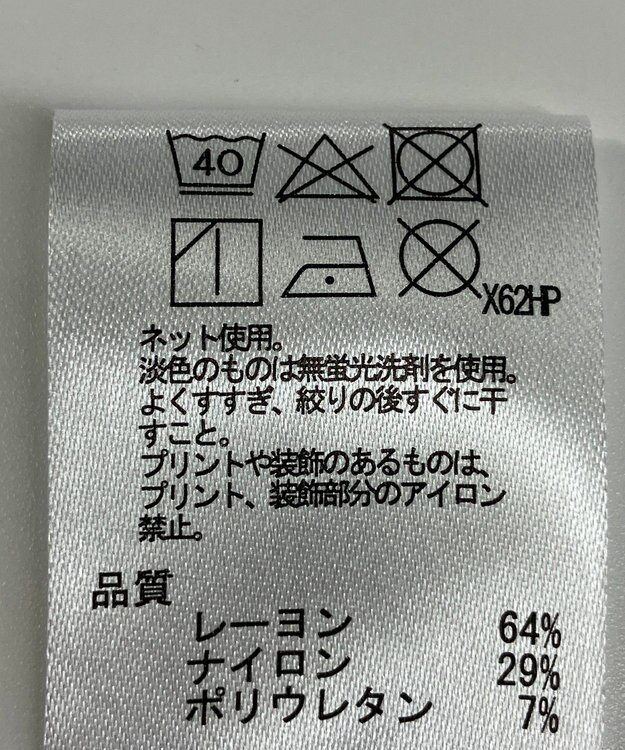 40
X62HP
ネット使用。
淡色のものは無蛍光洗剤を使用。
よくすすぎ、絞りの後すぐに干
すこと。
プリントや装飾のあるものは、
プリント、装飾部分のアイロン
禁止。
品質
レーヨン 64%
ナイロン 29%
ポリウレタン 7%